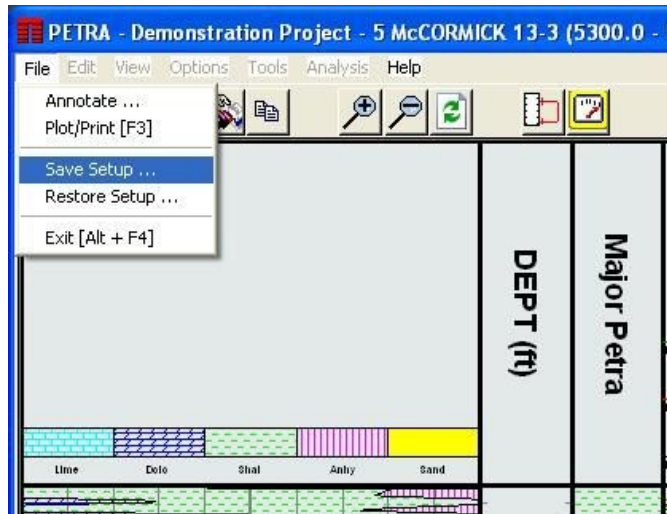 PETRA - Demonstration Project - 5 McCORMICK 13-3 (5300.0 -
File Edit View Options Tools Analysis Help
Annotate ...
Plot/Print [F3]
Save Setup ...
Restore Setup ...
Exit [Alt + F4]
DEPT (ft)
Major Petra
Lime Dolo Shal Anhy Sand